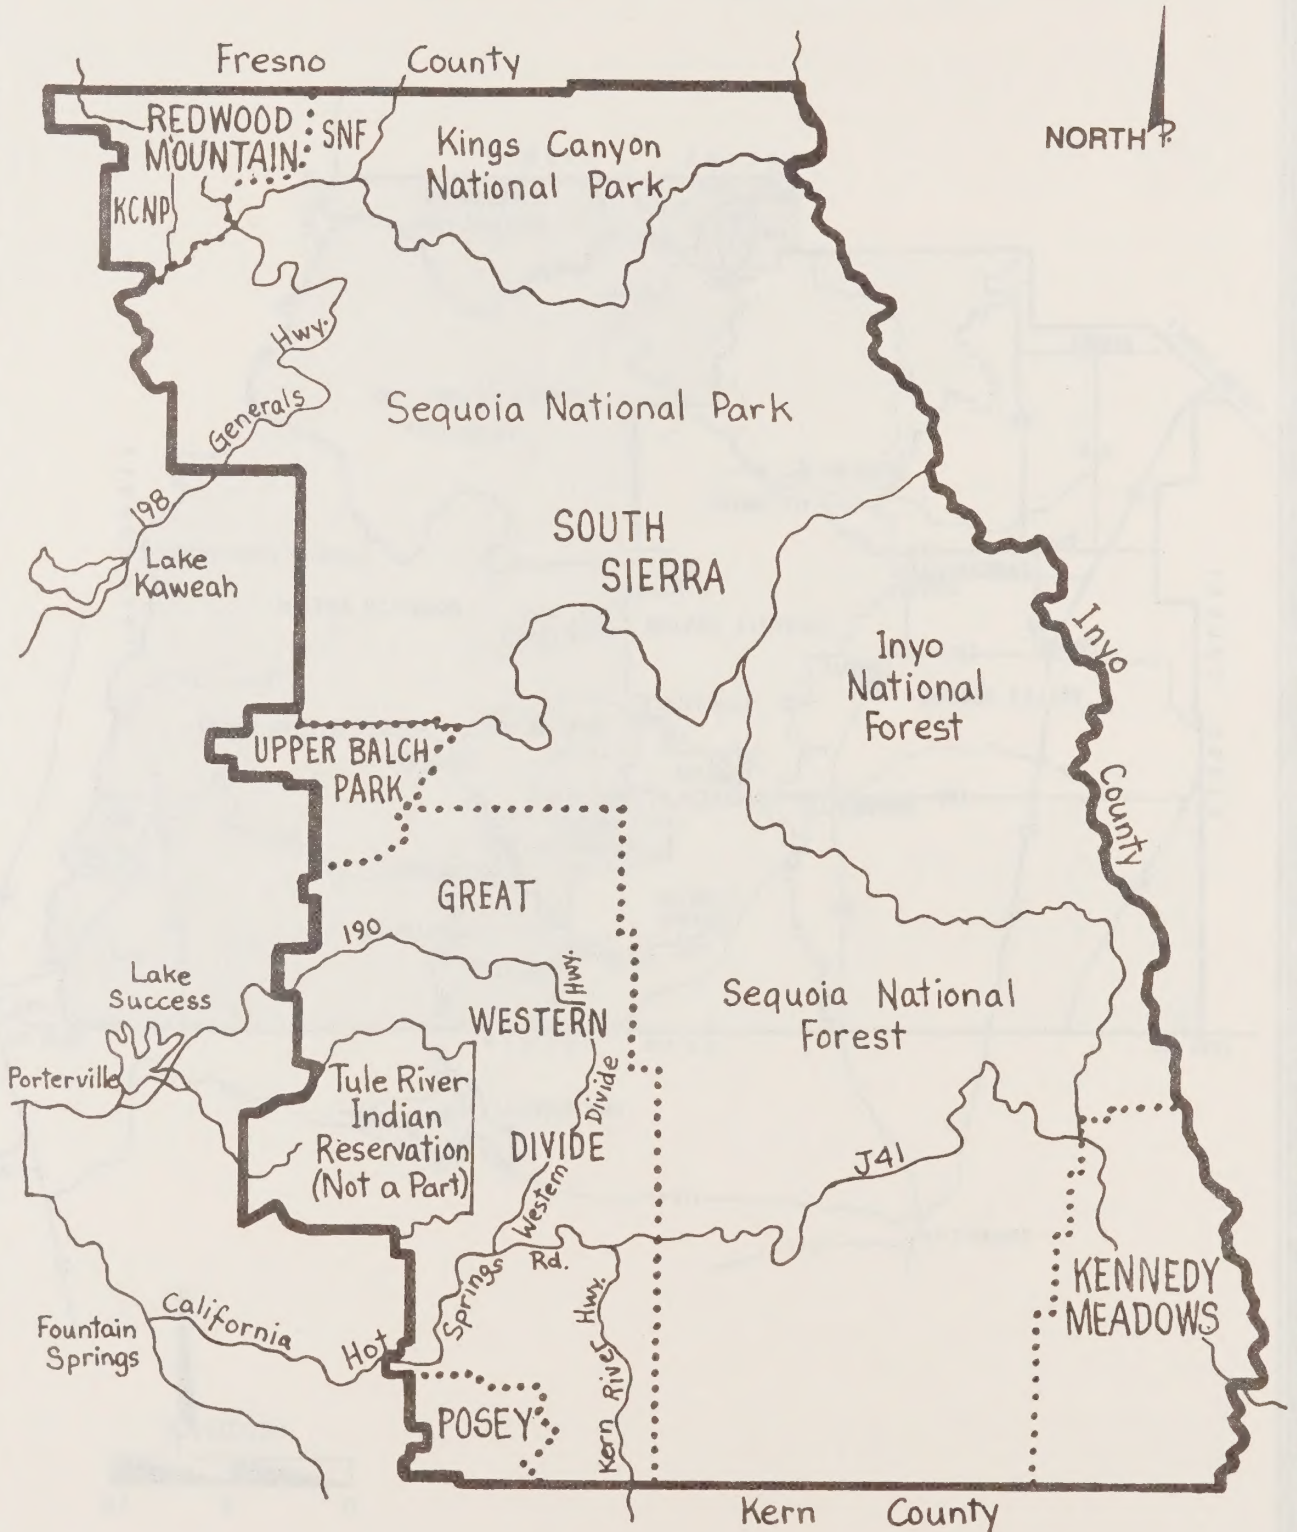 Fresno County
NORTH
REDWOOD
MOUNTAIN
SNF
Kings Canyon
National Park
KCNP
Hwy.
Generals
Sequoia National Park
198
Lake
Kaweah
SOUTH
SIERRA
Inyo
County
Inyo
National
Forest
UPPER BALCH
PARK
GREAT
190
Hwy.
Lake
Success
WESTERN
Sequoia National
Forest
Porterville
Tule River
Indian
Reservation
(Not a Part)
Divide
DIVIDE
Western
J41
Springs
Rd.
Hwy.
KENNEDY
MEADOWS
California
Hot
Fountain
Springs
River
Kern
POSEY
Kern County